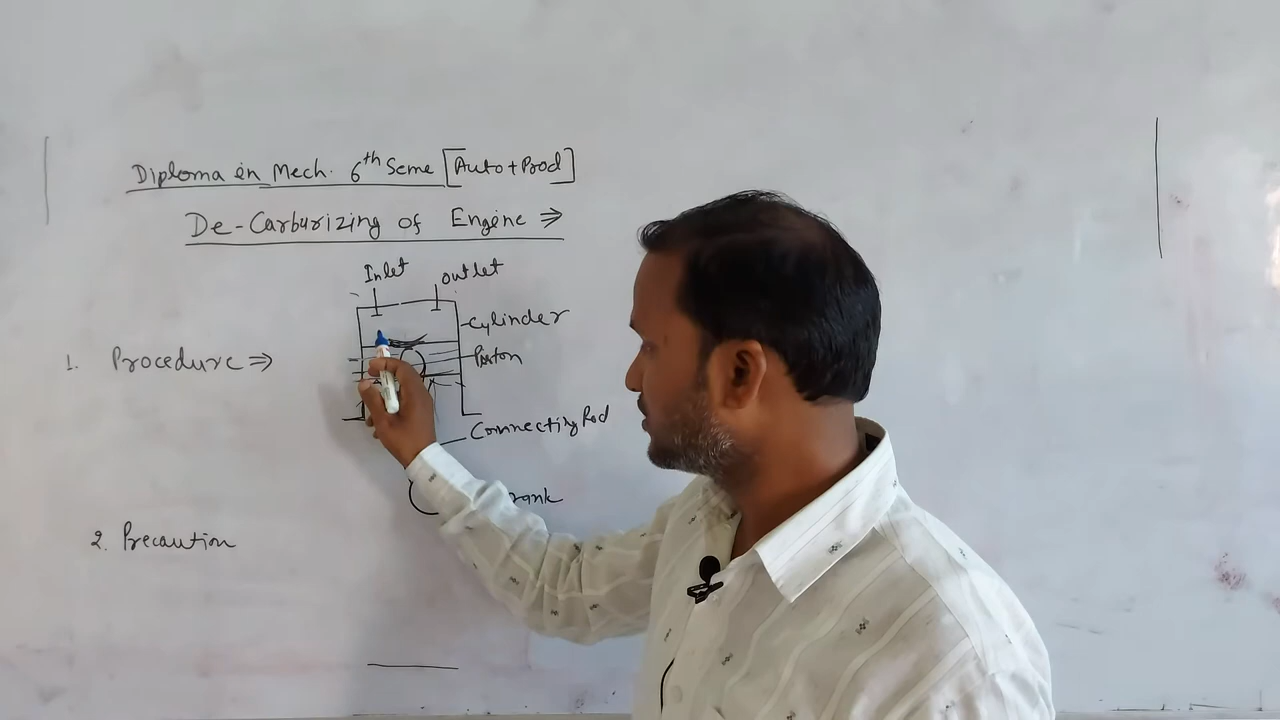 Diploma in Mech. 6th Seme [Auto+Prod]
De-Carburizing of Engine ⇒
Inlet
outlet
Cylinder
Piston
1. Procedure ⇒
Connecting Rod
rank
2. Precaution